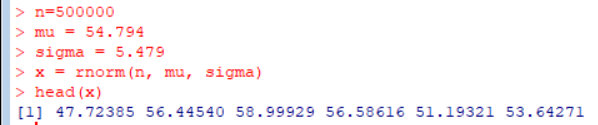 > n=500000
> mu = 54.794
> sigma = 5.479
> x = rnorm(n, mu, sigma)
> head(x)
[1] 47.72385 56.44540 58.99929 56.58616 51.19321 53.64271